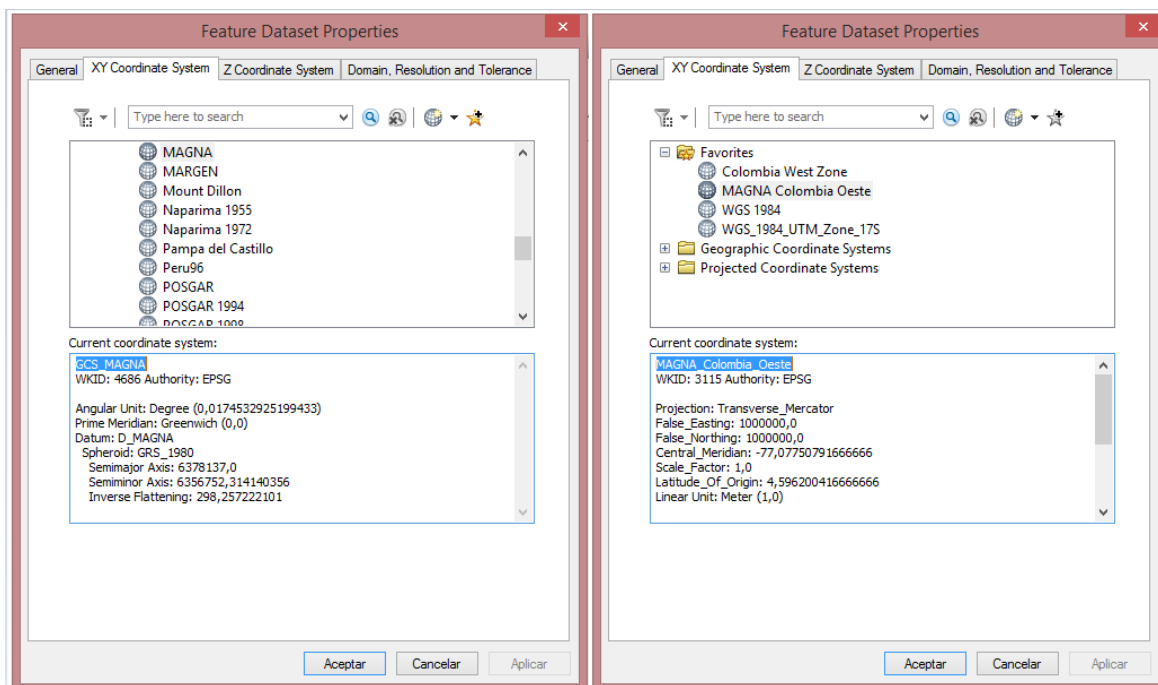 Feature Dataset Properties
General
XY Coordinate System
Z Coordinate System
Domain, Resolution and Tolerance
Type here to search
MAGNA
MARGEN
Mount Dillon
Naparima 1955
Naparima 1972
Pampa del Castillo
Peru96
POSGAR
POSGAR 1994
POSGAR 1998
Current coordinate system:
GCS_MAGNA
WKID: 4686 Authority: EPSG
Angular Unit: Degree (0,0174532925199433)
Prime Meridian: Greenwich (0,0)
Datum: D_MAGNA
Spheroid: GRS_1980
Semimajor Axis: 6378137,0
Semiminor Axis: 6356752,314140356
Inverse Flattening: 298,257222101
Aceptar
Cancelar
Aplicar
Feature Dataset Properties
General
XY Coordinate System
Z Coordinate System
Domain, Resolution and Tolerance
Type here to search
Favorites
Colombia West Zone
MAGNA Colombia Oeste
WGS 1984
WGS_1984_UTM_Zone_17S
Geographic Coordinate Systems
Projected Coordinate Systems
Current coordinate system:
MAGNA_Colombia_Oeste
WKID: 3115 Authority: EPSG
Projection: Transverse_Mercator
False_Easting: 1000000,0
False_Northing: 1000000,0
Central_Meridian: -77,07750791666666
Scale_Factor: 1,0
Latitude_Of_Origin: 4,596200416666666
Linear Unit: Meter (1,0)
Aceptar
Cancelar
Aplicar